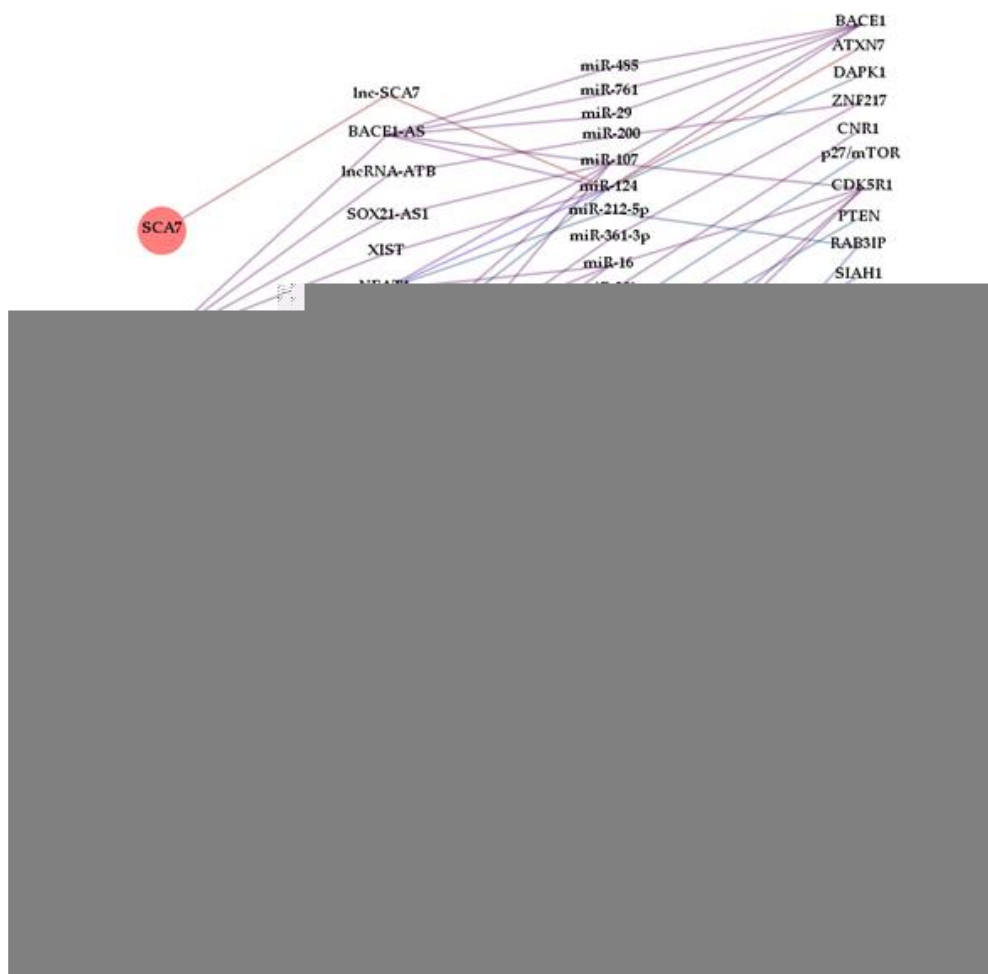 SCA7
lnc-SCA7
BACE1-AS
lncRNA-ATB
SOX21-AS1
XIST
miR-485
miR-761
miR-29
miR-200
miR-107
miR-124
miR-212-5p
miR-361-3p
miR-16
BACE1
ATXN7
DAPK1
ZNF217
CNR1
p27/mTOR
CDK5R1
PTEN
RAB3IP
SIAH1